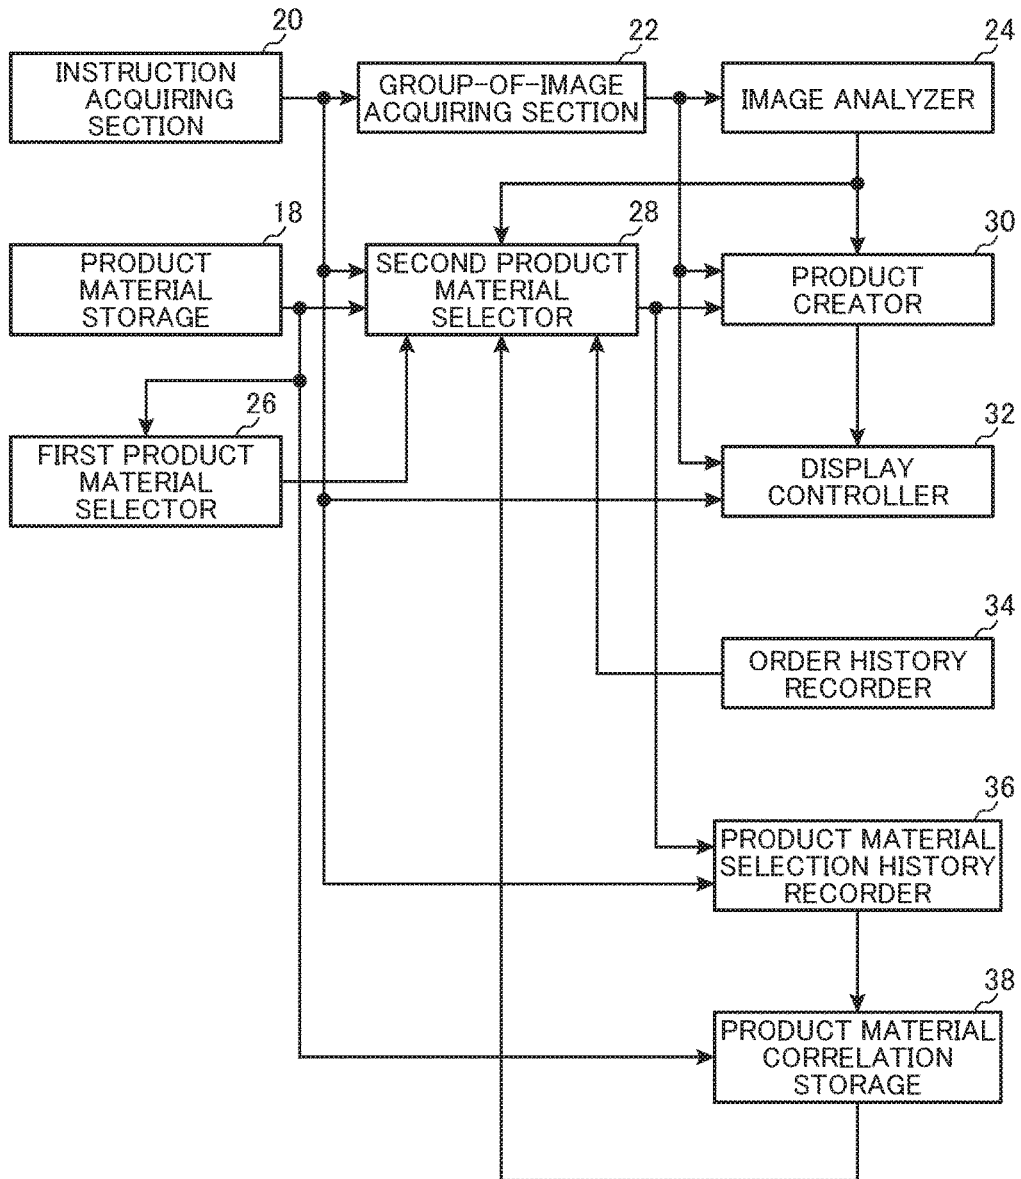 20
INSTRUCTION
ACQUIRING
SECTION
22
GROUP-OF-IMAGE
ACQUIRING SECTION
24
IMAGE ANALYZER
18
PRODUCT
MATERIAL
STORAGE
28
SECOND PRODUCT
MATERIAL
SELECTOR
30
PRODUCT
CREATOR
26
FIRST PRODUCT
MATERIAL
SELECTOR
32
DISPLAY
CONTROLLER
34
ORDER HISTORY
RECORDER
36
PRODUCT MATERIAL
SELECTION HISTORY
RECORDER
38
PRODUCT MATERIAL
CORRELATION
STORAGE